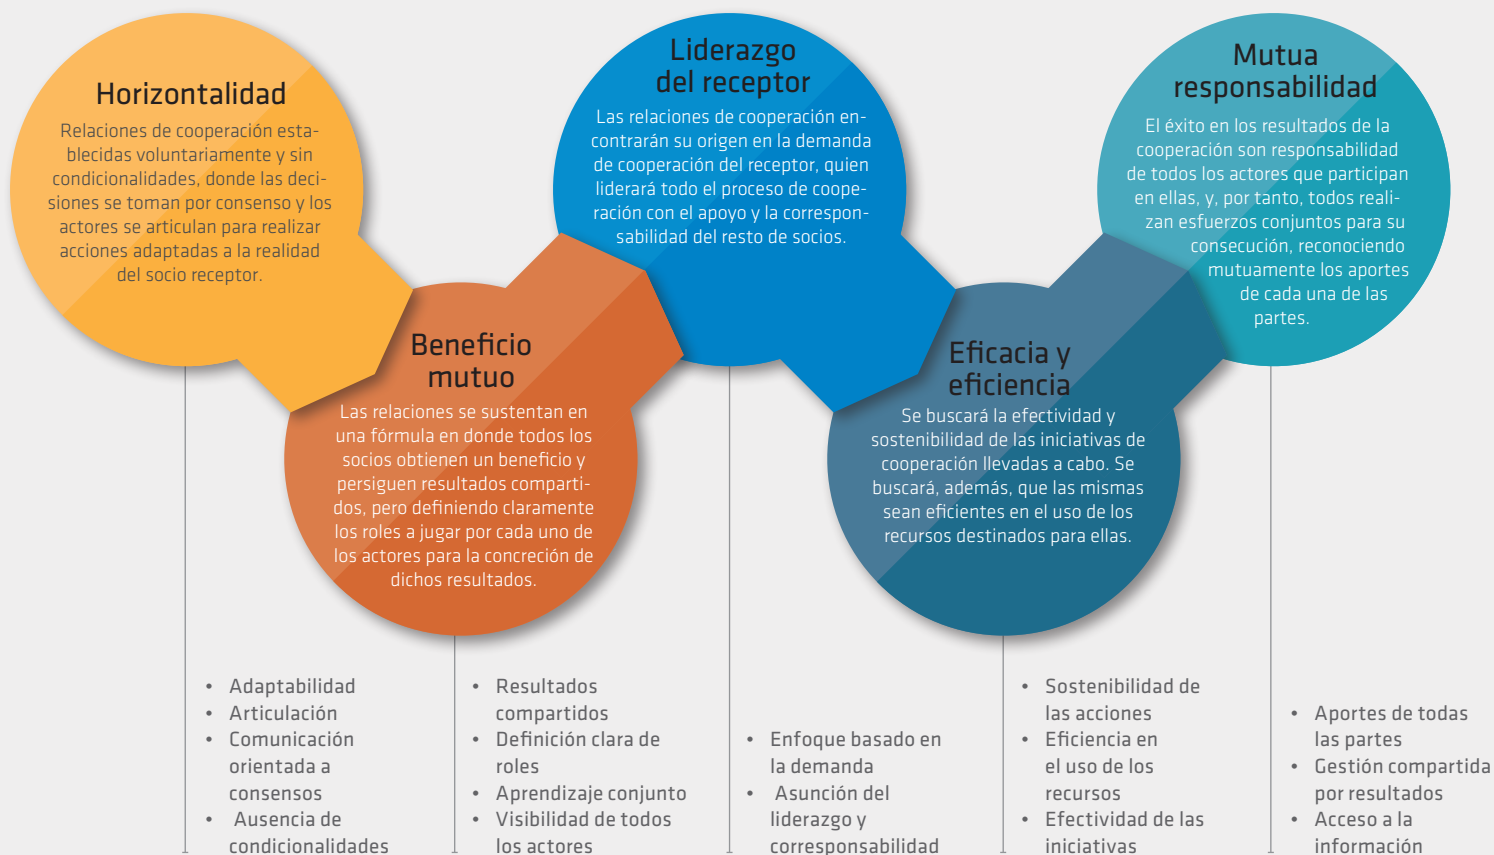 Horizontalidad
Relaciones de cooperación esta-
blecidas voluntariamente y sin
condicionalidades, donde las deci-
siones se toman por consenso y los
actores se articulan para realizar
acciones adaptadas a la realidad
del socio receptor.
Beneficio
mutuo
Las relaciones se sustentan en
una fórmula en donde todos los
socios obtienen un beneficio y
persiguen resultados comparti-
dos, pero definiendo claramente
los roles a jugar por cada uno de
los actores para la concreción de
dichos resultados.
Liderazgo
del receptor
Las relaciones de cooperación en-
contrarán su origen en la demanda
de cooperación del receptor, quien
liderará todo el proceso de coope-
ración con el apoyo y la correspon-
sabilidad del resto de socios.
Eficacia y
eficiencia
Se buscará la efectividad y
sostenibilidad de las iniciativas de
cooperación llevadas a cabo. Se
buscará, además, que las mismas
sean eficientes en el uso de los
recursos destinados para ellas.
Mutua
responsabilidad
El éxito en los resultados de la
cooperación son responsabilidad
de todos los actores que participan
en ellas, y, por tanto, todos reali-
zan esfuerzos conjuntos para su
consecución, reconociendo
mutuamente los aportes
de cada una de las
partes.
• Adaptabilidad
• Articulación
• Comunicación
orientada a
consensos
• Ausencia de
condicionalidades
• Resultados
compartidos
• Definición clara de
roles
• Aprendizaje conjunto
• Visibilidad de todos
los actores
• Enfoque basado en
la demanda
• Asunción del
liderazgo y
corresponsabilidad
• Sostenibilidad de
las acciones
• Eficiencia en
el uso de los
recursos
• Efectividad de las
iniciativas
• Aportes de todas
las partes
• Gestión compartida
por resultados
• Acceso a la
información